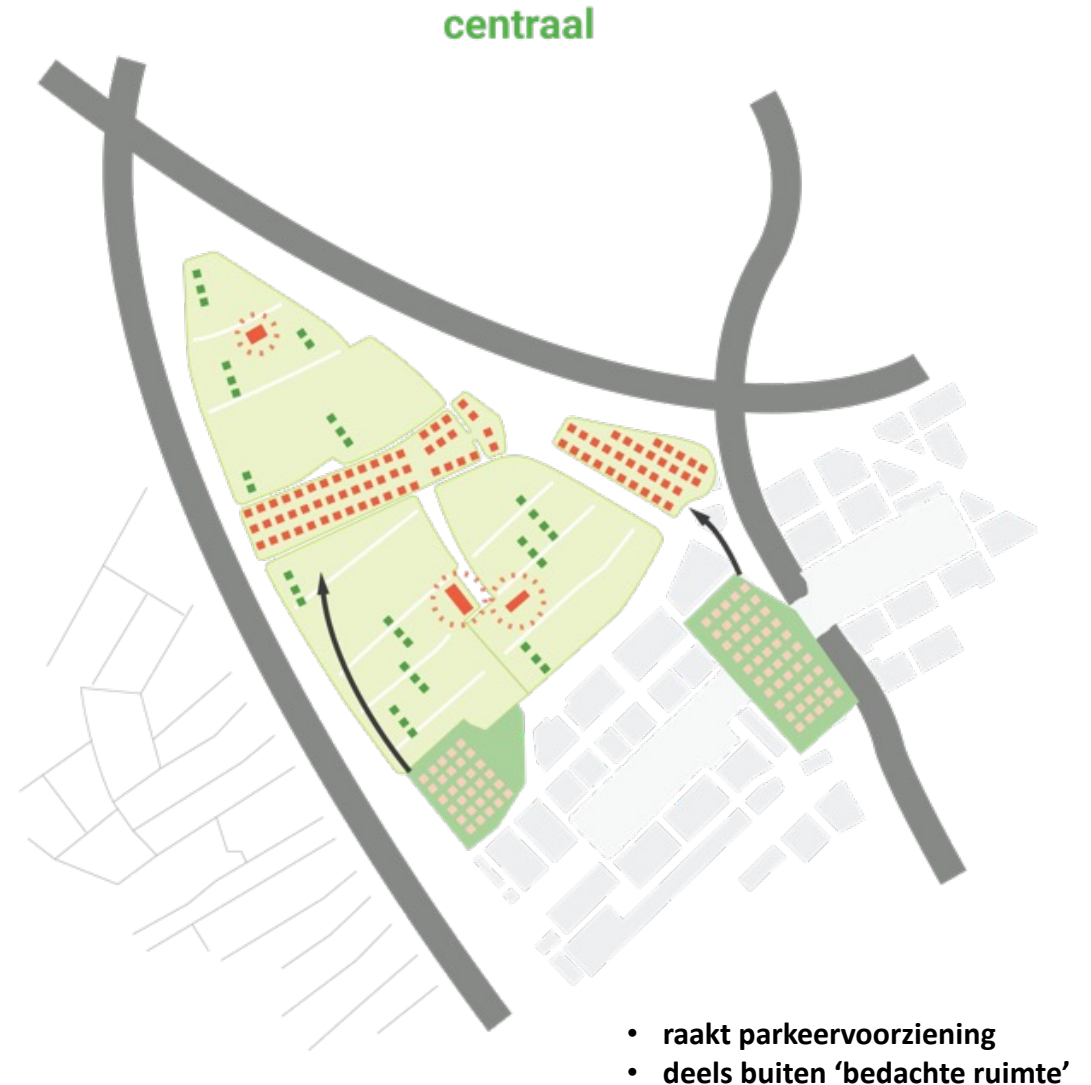 centraal
• raakt parkeervoorziening
• deels buiten ‘bedachte ruimte’